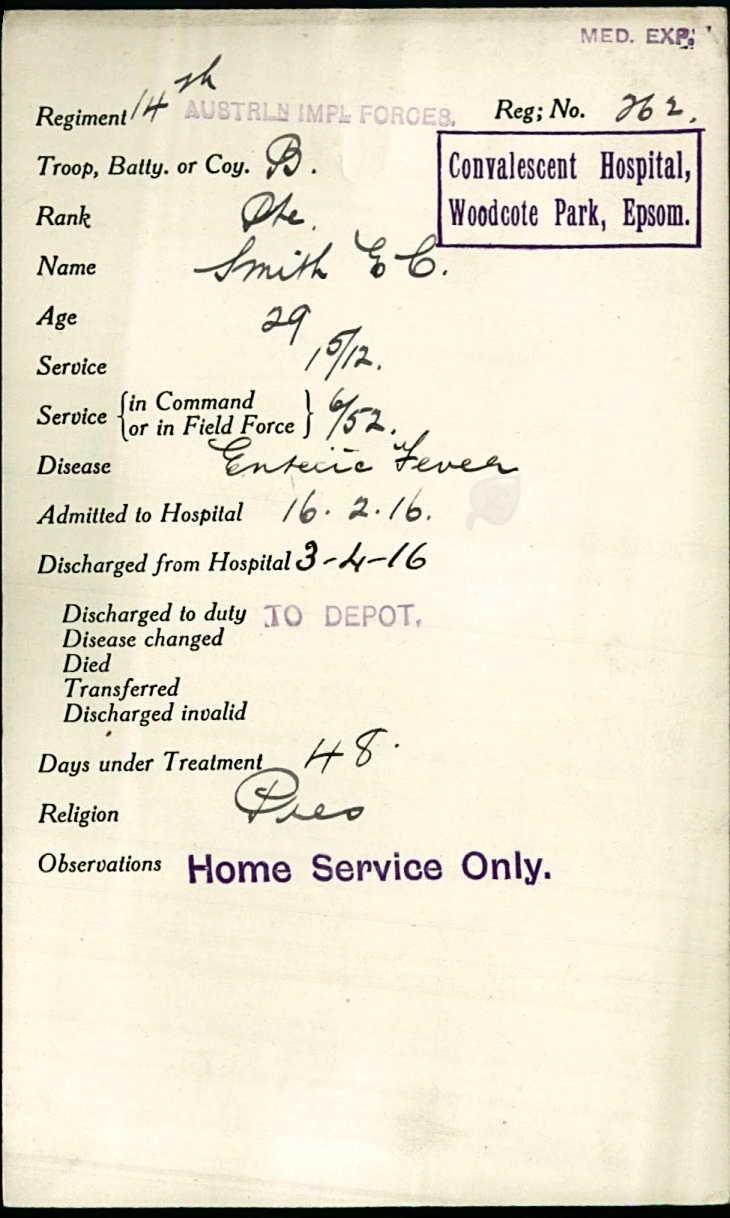 MED. EXP.
Regiment 14th AUSTRLN IMPL FORCES. Reg; No. 262.
Troop, Batty. or Coy. B.
Convalescent Hospital,
Woodcote Park, Epsom.
Rank Pte.
Name Smith E C.
Age 29
Service 1 5/12.
Service {in Command or in Field Force} 6/52.
Disease Enteric Fever
Admitted to Hospital 16. 2. 16.
Discharged from Hospital 3-4-16
Discharged to duty TO DEPOT.
Disease changed
Died
Transferred
Discharged invalid
Days under Treatment 48.
Religion Pres
Observations Home Service Only.